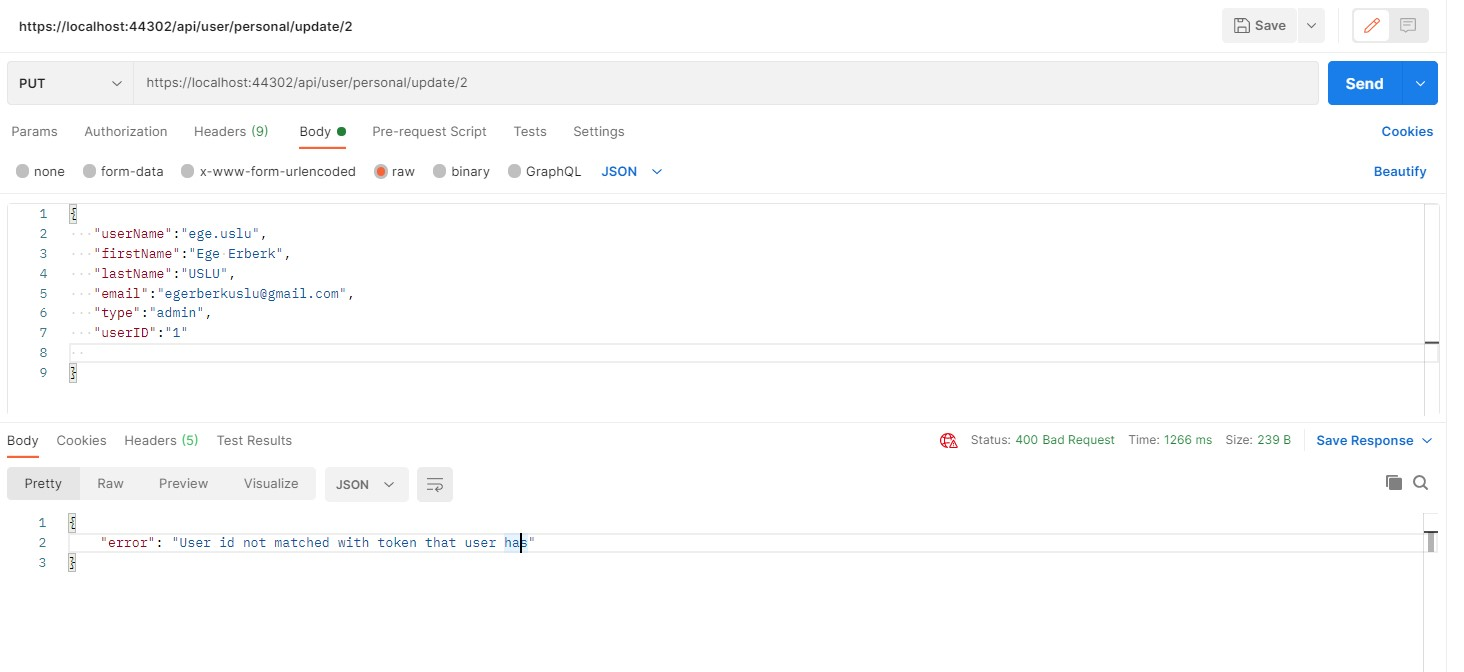 https://localhost:44302/api/user/personal/update/2
Save
PUT
https://localhost:44302/api/user/personal/update/2
Send
Params Authorization Headers (9) Body Pre-request Script Tests Settings Cookies
none form-data x-www-form-urlencoded raw binary GraphQL JSON Beautify
1 {
2 "userName":"ege.uslu",
3 "firstName":"Ege Erberk",
4 "lastName":"USLU",
5 "email":"egerberkuslu@gmail.com",
6 "type":"admin",
7 "userID":"1"
8
9 }
Body Cookies Headers (5) Test Results Status: 400 Bad Request Time: 1266 ms Size: 239 B Save Response
Pretty Raw Preview Visualize JSON
1 {
2 "error": "User id not matched with token that user has"
3 }